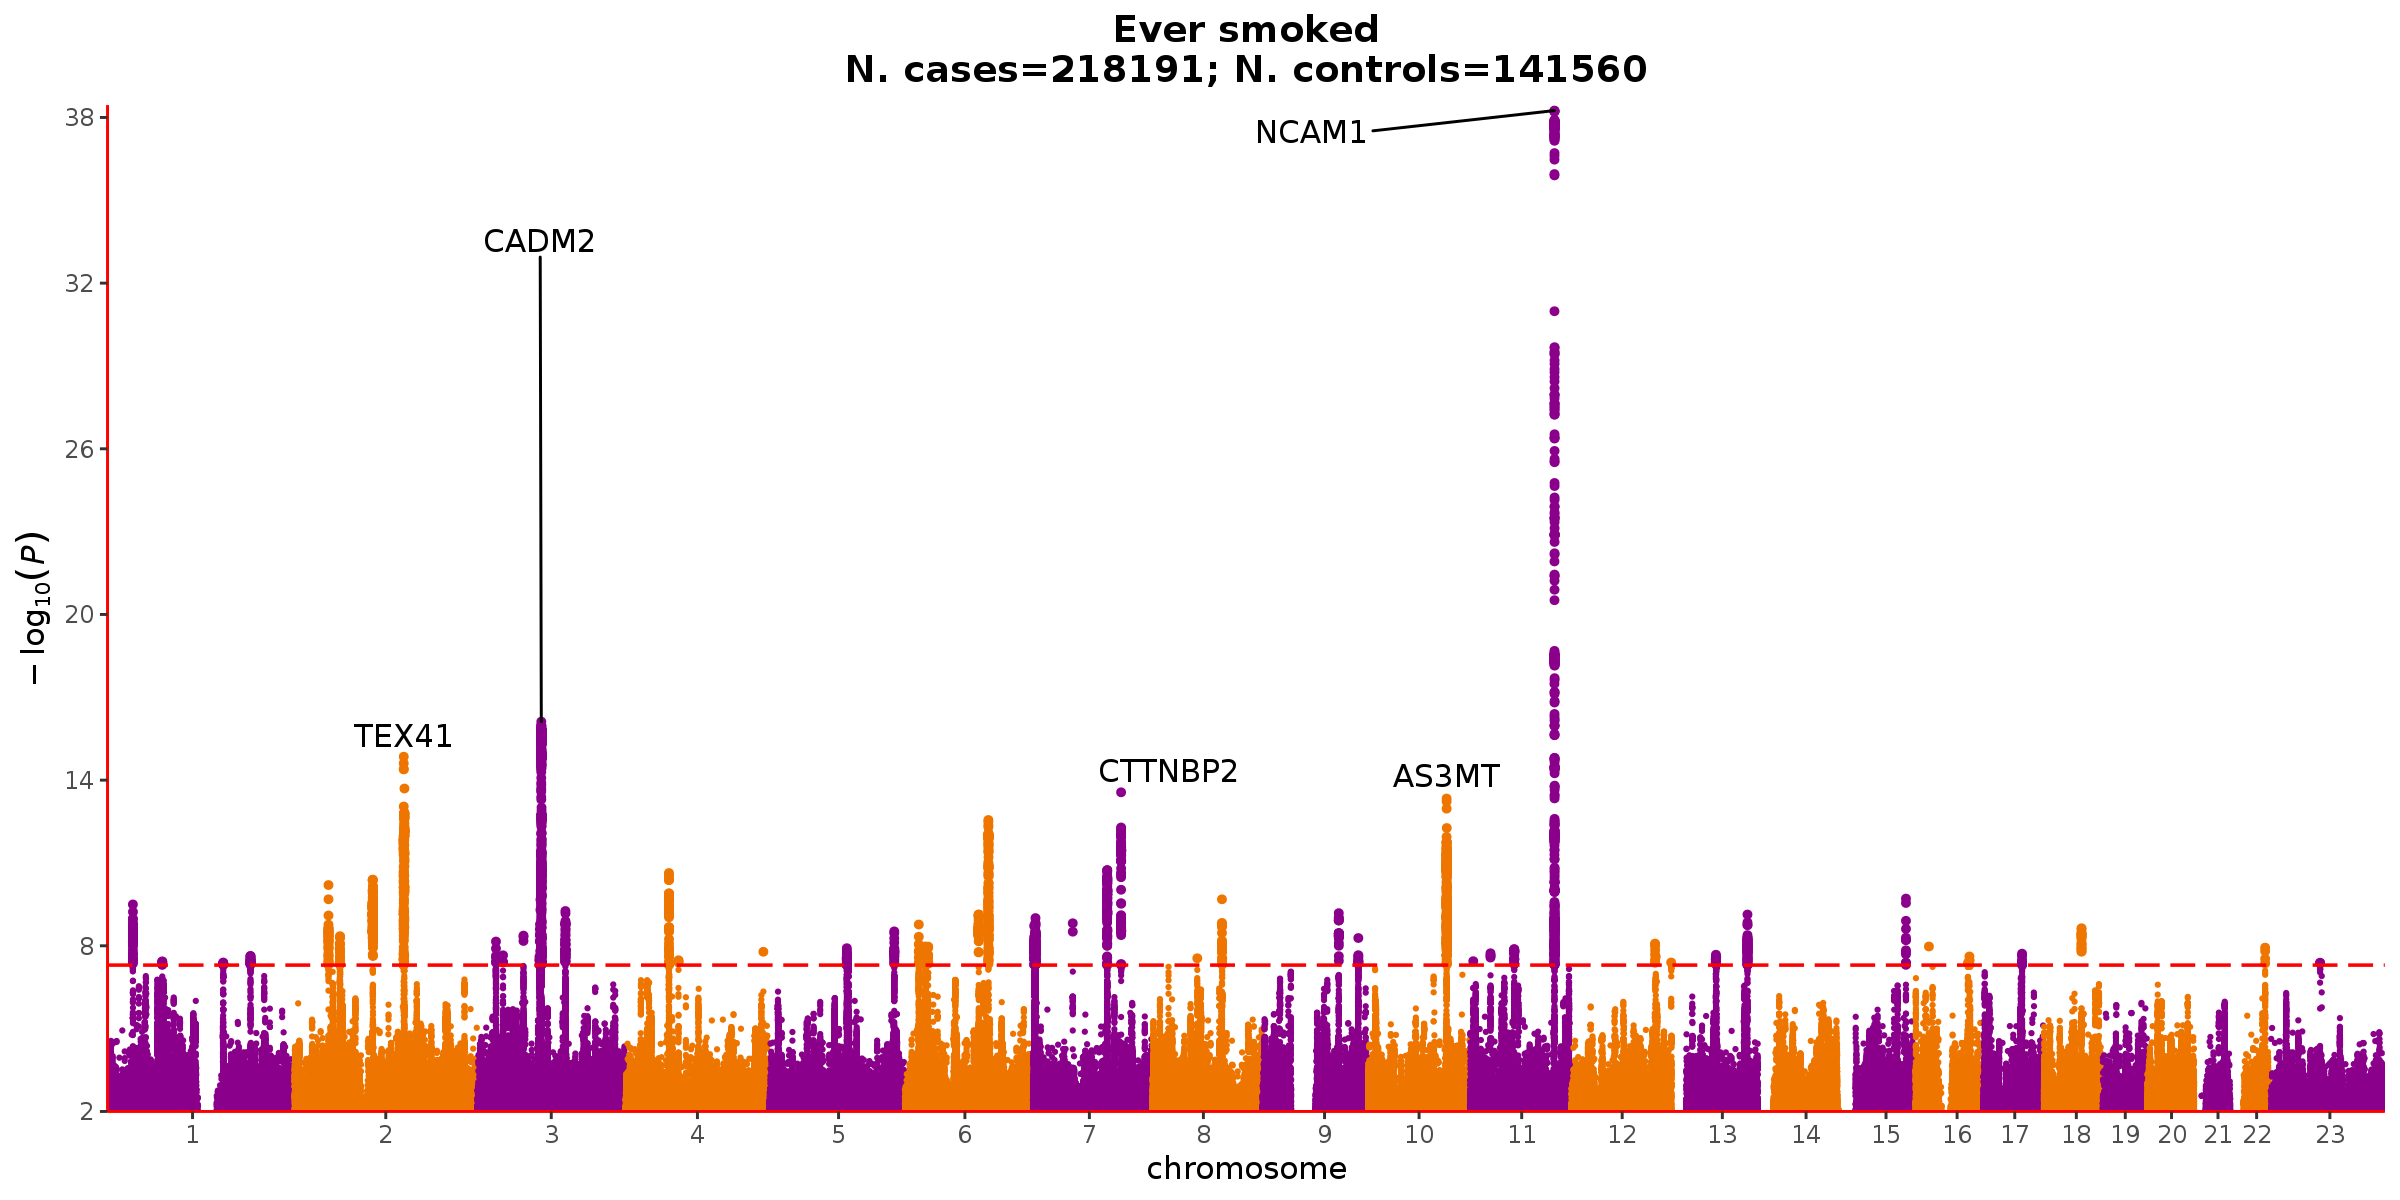 Ever smoked
N. cases=218191; N. controls=141560
38
NCAM1
CADM2
32
26
−log10(P)
20
TEX41
14
CTTNBP2
AS3MT
8
2
1 2 3 4 5 6 7 8 9 10 11 12 13 14 15 16 17 18 19 20 21 22 23
chromosome